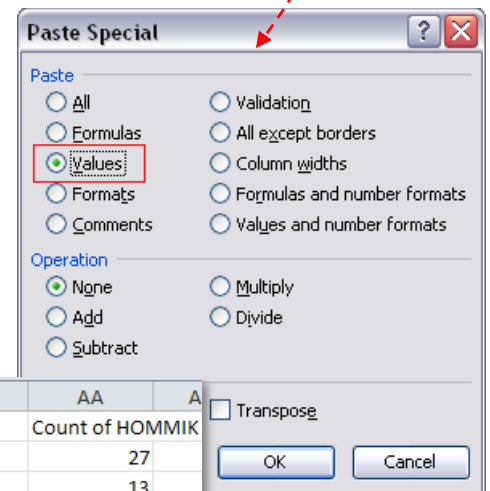 Paste Special
Paste
All
Validation
Formulas
All except borders
Values
Column widths
Formats
Formulas and number formats
Comments
Values and number formats
Operation
None
Multiply
Add
Divide
Subtract
AA A
Count of HOMMIK
27
13
Transpose
OK
Cancel